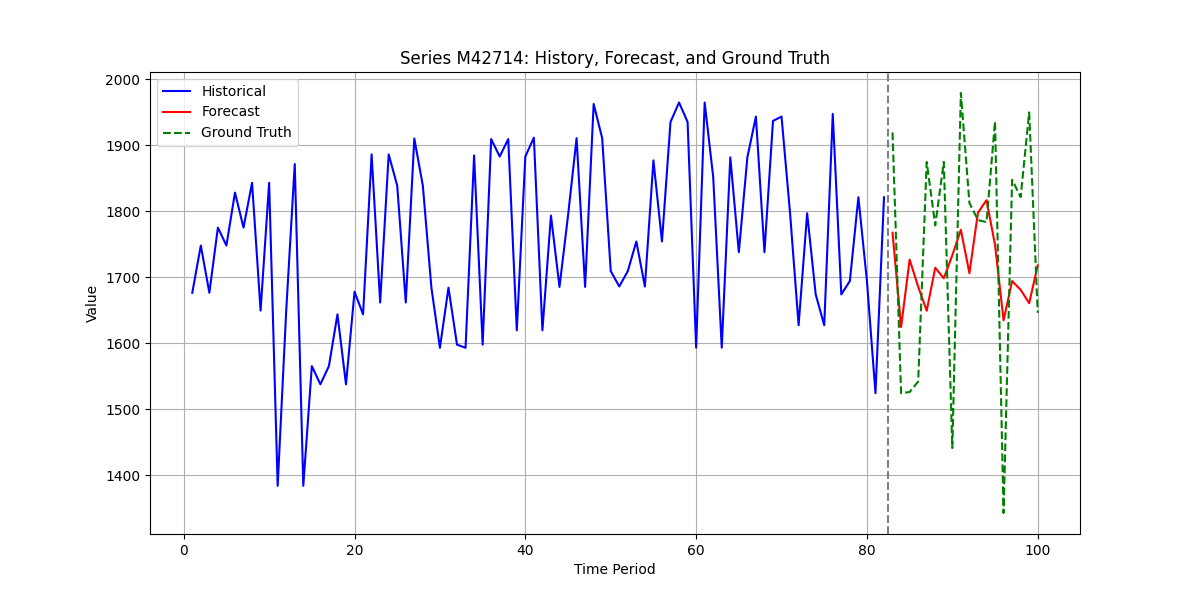 Series M42714: History, Forecast, and Ground Truth
Historical
Forecast
Ground Truth
2000
1900
1800
1700
1600
1500
1400
Value
0 20 40 60 80 100
Time Period